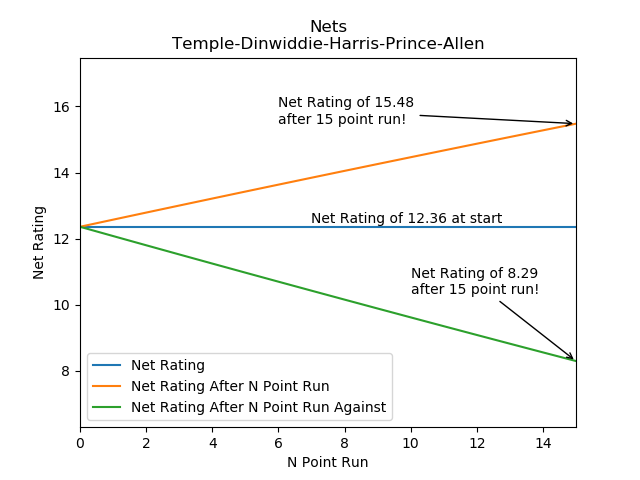 Nets
Temple-Dinwiddie-Harris-Prince-Allen
Net Rating of 15.48
after 15 point run!
Net Rating of 12.36 at start
Net Rating of 8.29
after 15 point run!
Net Rating
16
14
12
10
8
Net Rating
Net Rating After N Point Run
Net Rating After N Point Run Against
0 2 4 6 8 10 12 14
N Point Run